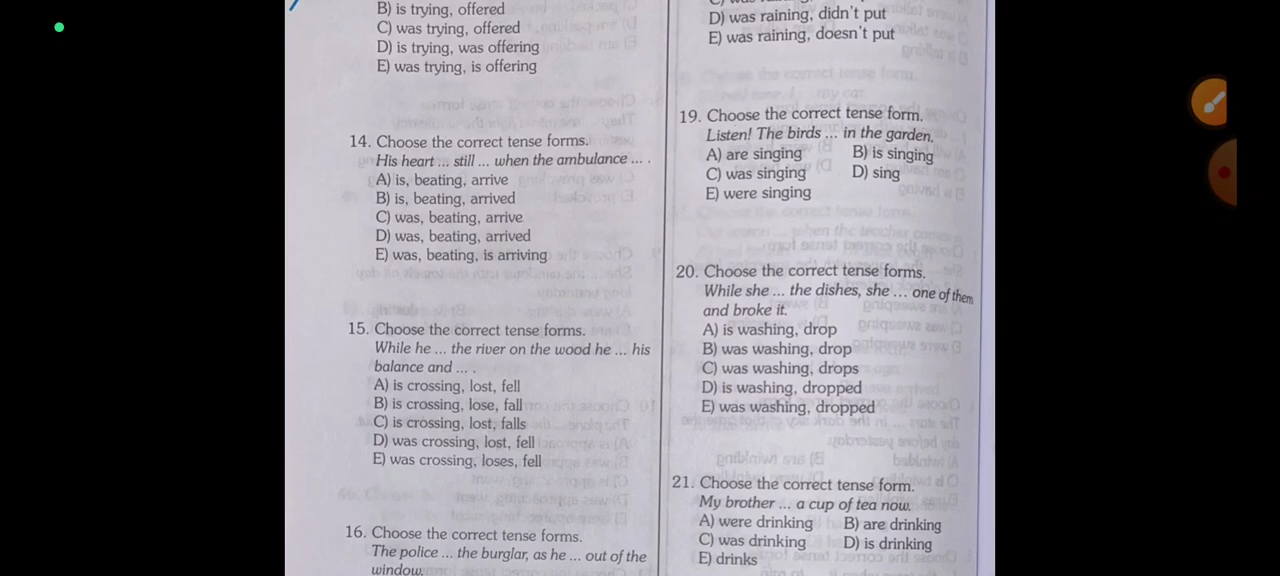 B) is trying, offered
C) was trying, offered
D) is trying, was offering
E) was trying, is offering
14. Choose the correct tense forms.
His heart ... still ... when the ambulance ... .
A) is, beating, arrive
B) is, beating, arrived
C) was, beating, arrive
D) was, beating, arrived
E) was, beating, is arriving
15. Choose the correct tense forms.
While he ... the river on the wood he ... his
balance and ... .
A) is crossing, lost, fell
B) is crossing, lose, fall
C) is crossing, lost, falls
D) was crossing, lost, fell
E) was crossing, loses, fell
16. Choose the correct tense forms.
The police ... the burglar, as he ... out of the
window.
D) was raining, didn't put
E) was raining, doesn't put
19. Choose the correct tense form.
Listen! The birds ... in the garden.
A) are singing B) is singing
C) was singing D) sing
E) were singing
20. Choose the correct tense forms.
While she ... the dishes, she ... one of them
and broke it.
A) is washing, drop
B) was washing, drop
C) was washing, drops
D) is washing, dropped
E) was washing, dropped
21. Choose the correct tense form.
My brother ... a cup of tea now.
A) were drinking B) are drinking
C) was drinking D) is drinking
E) drinks